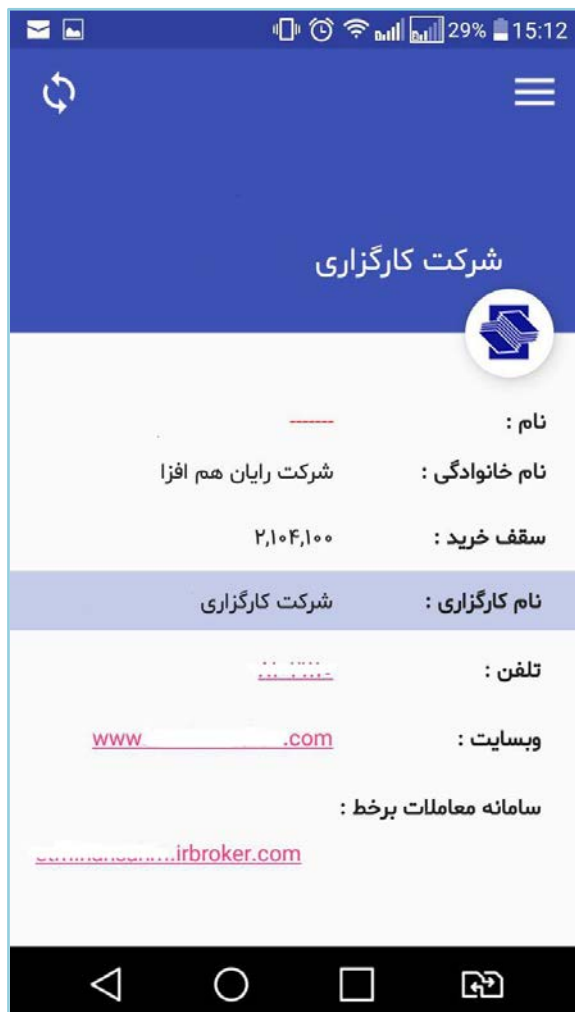 29% 15:12
شرکت کارگزاری
نام : -------
نام خانوادگی : شرکت رایان هم افزا
سقف خرید : ۲,۱۰۴,۱۰۰
نام کارگزاری : شرکت کارگزاری
تلفن :
وبسایت : www. .com
سامانه معاملات برخط :
.irbroker.com